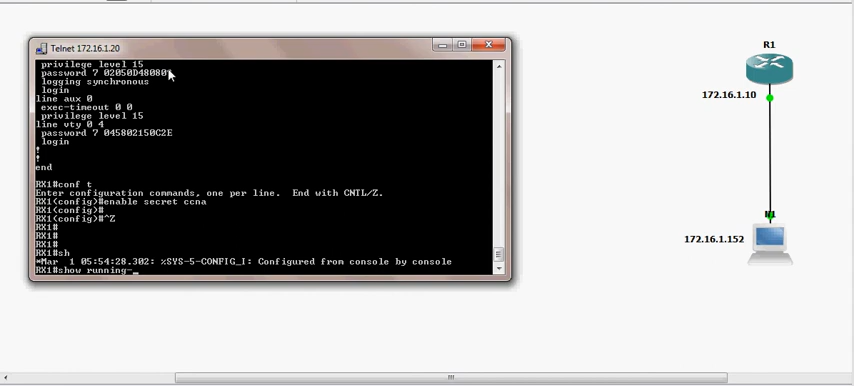 Telnet 172.16.1.20
privilege level 15
password 7 02050D480809
logging synchronous
login
line aux 0
exec-timeout 0 0
privilege level 15
line vty 0 4
password 7 045802150C2E
login
!
!
end
RX1#conf t
Enter configuration commands, one per line.  End with CNTL/Z.
RX1(config)#enable secret ccna
RX1(config)#
RX1(config)#^Z
RX1#
RX1#
RX1#
RX1#sh
*Mar  1 05:54:28.302: %SYS-5-CONFIG_I: Configured from console by console
RX1#show running-_
R1
172.16.1.10
172.16.1.152